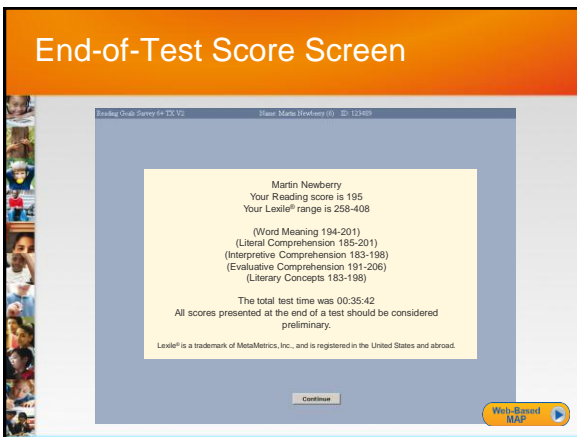 End-of-Test Score Screen
Reading Goals Survey 6+ TX V2 Name: Martin Newberry (6) ID: 123489
Martin Newberry
Your Reading score is 195
Your Lexile® range is 258-408
(Word Meaning 194-201)
(Literal Comprehension 185-201)
(Interpretive Comprehension 183-198)
(Evaluative Comprehension 191-206)
(Literary Concepts 183-198)
The total test time was 00:35:42
All scores presented at the end of a test should be considered
preliminary.
Lexile® is a trademark of MetaMetrics, Inc., and is registered in the United States and abroad.
Continue
Web-Based
MAP